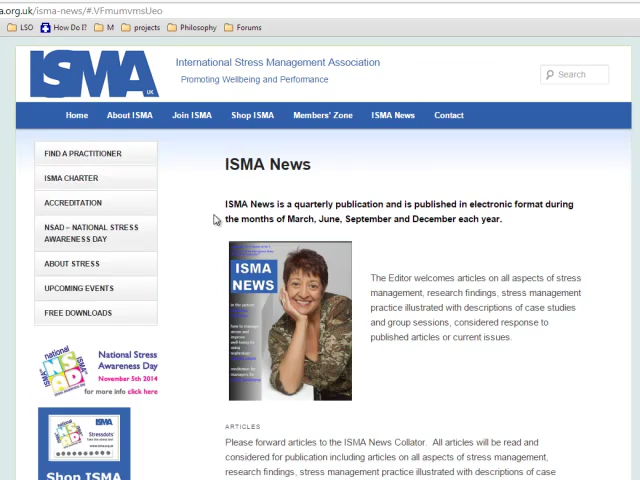 a.org.uk/isma-news/#.VFmumvmsUeo
LSO How Do I? M projects Philosophy Forums
ISMA UK
International Stress Management Association
Promoting Wellbeing and Performance
Search
Home About ISMA Join ISMA Shop ISMA Members' Zone ISMA News Contact
FIND A PRACTITIONER
ISMA CHARTER
ACCREDITATION
NSAD – NATIONAL STRESS
AWARENESS DAY
ABOUT STRESS
UPCOMING EVENTS
FREE DOWNLOADS
National Stress
Awareness Day
November 5th 2014
for more info click here
ISMA
Shop ISMA
ISMA News
ISMA News is a quarterly publication and is published in electronic format during
the months of March, June, September and December each year.
ISMA
NEWS
The Editor welcomes articles on all aspects of stress
management, research findings, stress management
practice illustrated with descriptions of case studies
and group sessions, considered response to
published articles or current issues.
ARTICLES
Please forward articles to the ISMA News Collator. All articles will be read and
considered for publication including articles on all aspects of stress management,
research findings, stress management practice illustrated with descriptions of case